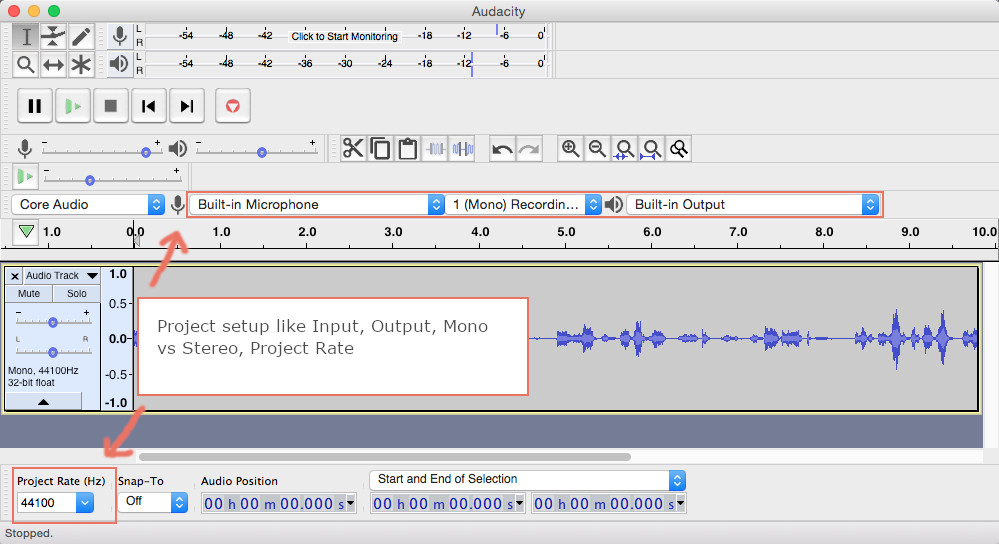 Audacity
L
R
-54 -48 -42 Click to Start Monitoring -18 -12 -6 0
L
R
-54 -48 -42 -36 -30 -24 -18 -12 -6 0
- +
- +
- +
Core Audio
Built-in Microphone
1 (Mono) Recordin...
Built-in Output
1.0 0.0 1.0 2.0 3.0 4.0 5.0 6.0 7.0 8.0 9.0 10.0
Audio Track
Mute Solo
- +
L R
Mono, 44100Hz
32-bit float
1.0
0.5-
0.0-
-0.5-
-1.0
Project setup like Input, Output, Mono
vs Stereo, Project Rate
Project Rate (Hz)
44100
Snap-To
Off
Audio Position
00 h 00 m 00.000 s
Start and End of Selection
00 h 00 m 00.000 s
00 h 00 m 00.000 s
Stopped.